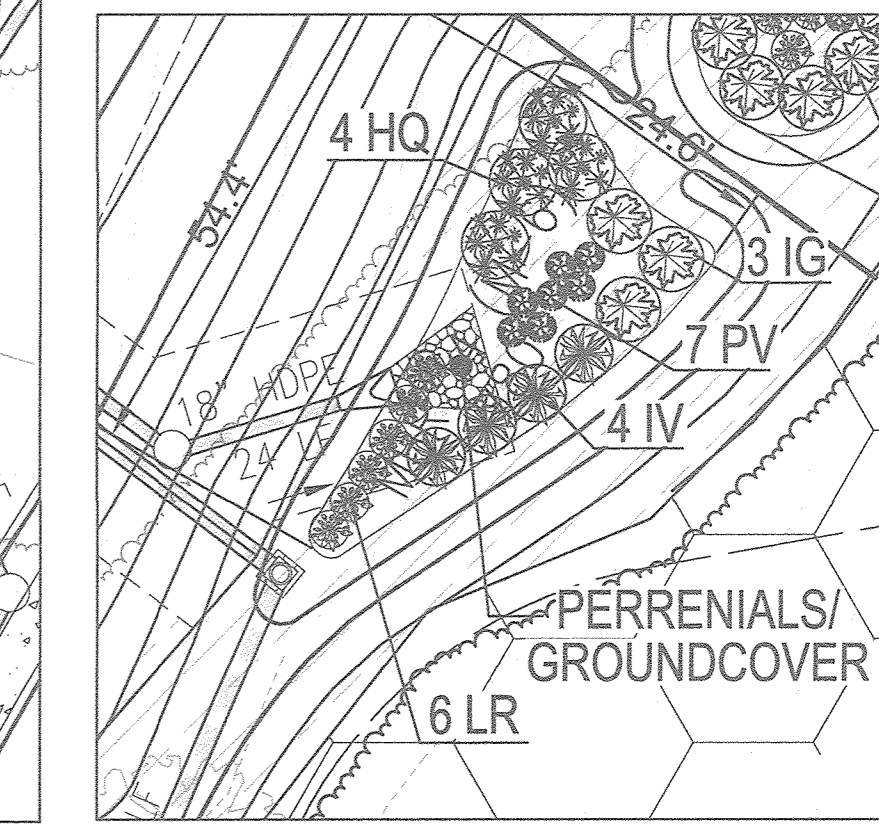 4 HQ
24.6'
54.4'
3 IG
7 PV
18" HDPE
4 IV
24 LF
PERRENIALS/
GROUNDCOVER
6 LR
LF